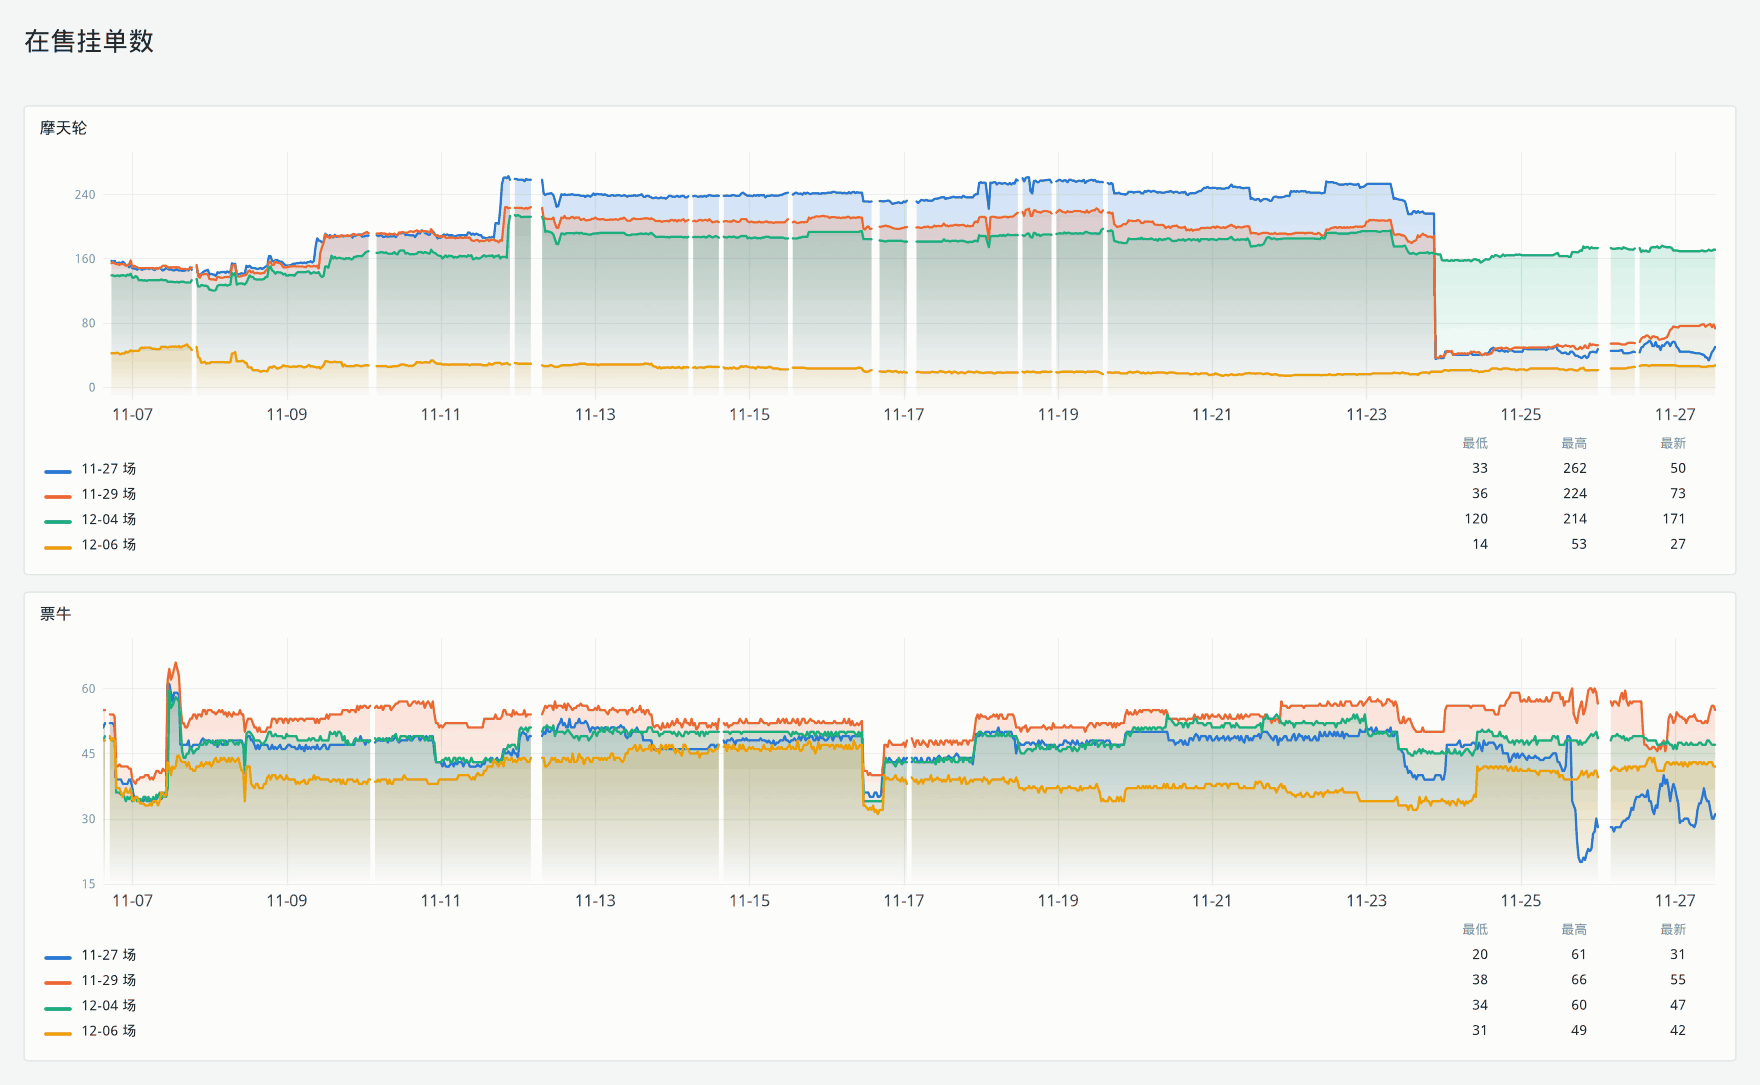 在售挂单数
摩天轮
240
160
80
0
11-07 11-09 11-11 11-13 11-15 11-17 11-19 11-21 11-23 11-25 11-27
最低 最高 最新
11-27 场 33 262 50
11-29 场 36 224 73
12-04 场 120 214 171
12-06 场 14 53 27
票牛
60
45
30
15
11-07 11-09 11-11 11-13 11-15 11-17 11-19 11-21 11-23 11-25 11-27
最低 最高 最新
11-27 场 20 61 31
11-29 场 38 66 55
12-04 场 34 60 47
12-06 场 31 49 42